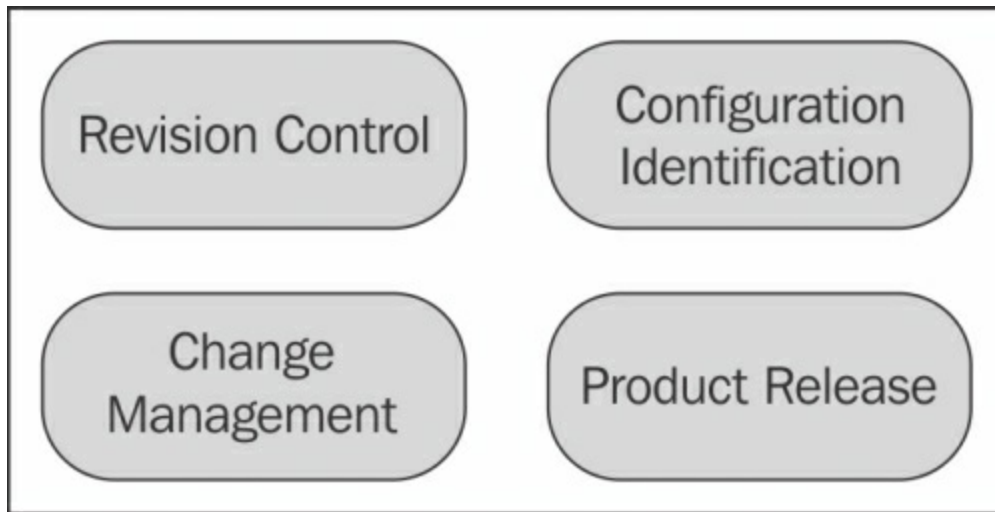 Revision Control
Configuration
Identification
Change
Management
Product Release